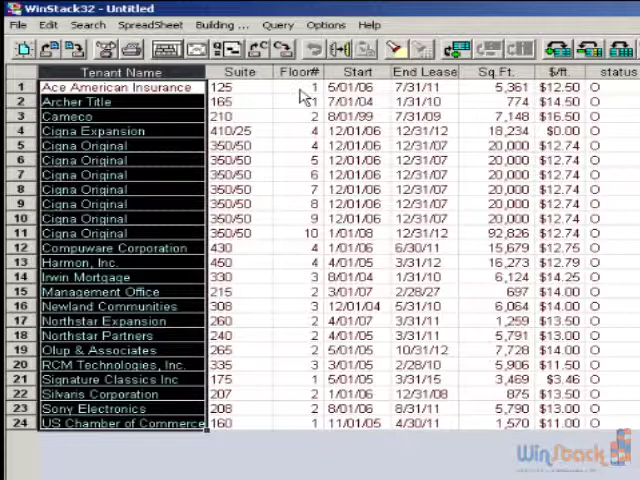 WinStack32 - Untitled
File Edit Search SpreadSheet Building ... Query Options Help
Tenant Name Suite Floor# Start End Lease Sq.Ft. $/ft. status
1 Ace American Insurance 125 1 5/01/06 7/31/11 5,361 $12.50 O
2 Archer Title 165 1 7/01/04 1/31/10 774 $14.50 O
3 Cameco 210 2 8/01/99 7/31/09 7,148 $16.50 O
4 Cigna Expansion 410/25 4 12/01/06 12/31/12 18,234 $0.00 O
5 Cigna Original 350/50 4 12/01/06 12/31/07 20,000 $12.74 O
6 Cigna Original 350/50 5 12/01/06 12/31/07 20,000 $12.74 O
7 Cigna Original 350/50 6 12/01/06 12/31/07 20,000 $12.74 O
8 Cigna Original 350/50 7 12/01/06 12/31/07 20,000 $12.74 O
9 Cigna Original 350/50 8 12/01/06 12/31/07 20,000 $12.74 O
10 Cigna Original 350/50 9 12/01/06 12/31/07 20,000 $12.74 O
11 Cigna Original 350/50 10 1/01/08 12/31/07 92,826 $12.74 O
12 Compuware Corporation 430 4 1/01/06 6/30/11 15,679 $12.75 O
13 Harmon, Inc. 450 4 4/01/05 3/31/12 16,273 $12.79 O
14 Irwin Mortgage 330 3 8/01/04 1/31/10 6,124 $14.25 O
15 Management Office 215 2 3/01/07 2/28/27 697 $14.00 O
16 Newland Communities 308 3 12/01/04 5/31/10 6,064 $14.00 O
17 Northstar Expansion 260 2 4/01/07 3/31/11 1,259 $13.50 O
18 Northstar Partners 240 2 4/01/05 3/31/11 5,791 $13.00 O
19 Olup & Associates 265 2 5/01/05 10/31/12 7,728 $14.00 O
20 RCM Technologies, Inc. 335 3 3/01/05 2/28/10 5,906 $11.50 O
21 Signature Classics Inc 175 1 5/01/05 3/31/15 3,469 $3.46 O
22 Silvaris Corporation 207 2 1/01/06 12/31/08 875 $13.50 O
23 Sony Electronics 208 2 8/01/06 8/31/11 5,790 $13.00 O
24 US Chamber of Commerce 160 1 11/01/05 4/30/11 1,570 $11.00 O
WinStack